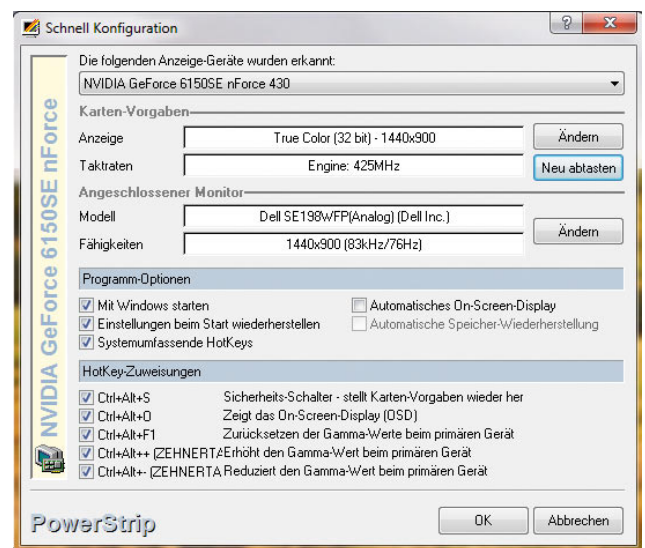 Schnell Konfiguration
Die folgenden Anzeige-Geräte wurden erkannt:
NVIDIA GeForce 6150SE nForce 430
NVIDIA GeForce 6150SE nForce
Karten-Vorgaben
Anzeige True Color (32 bit) - 1440x900 Ändern
Taktraten Engine: 425MHz Neu abtasten
Angeschlossener Monitor
Modell Dell SE198WFP(Analog) (Dell Inc.)
Ändern
Fähigkeiten 1440x900 (83kHz/76Hz)
Programm-Optionen
Mit Windows starten Automatisches On-Screen-Display
Einstellungen beim Start wiederherstellen Automatische Speicher-Wiederherstellung
Systemumfassende HotKeys
HotKey-Zuweisungen
Ctrl+Alt+S Sicherheits-Schalter - stellt Karten-Vorgaben wieder her
Ctrl+Alt+O Zeigt das On-Screen-Display (OSD)
Ctrl+Alt+F1 Zurücksetzen der Gamma-Werte beim primären Gerät
Ctrl+Alt++ (ZEHNERTA Erhöht den Gamma-Wert beim primären Gerät
Ctrl+Alt+- (ZEHNERTA Reduziert den Gamma-Wert beim primären Gerät
PowerStrip OK Abbrechen